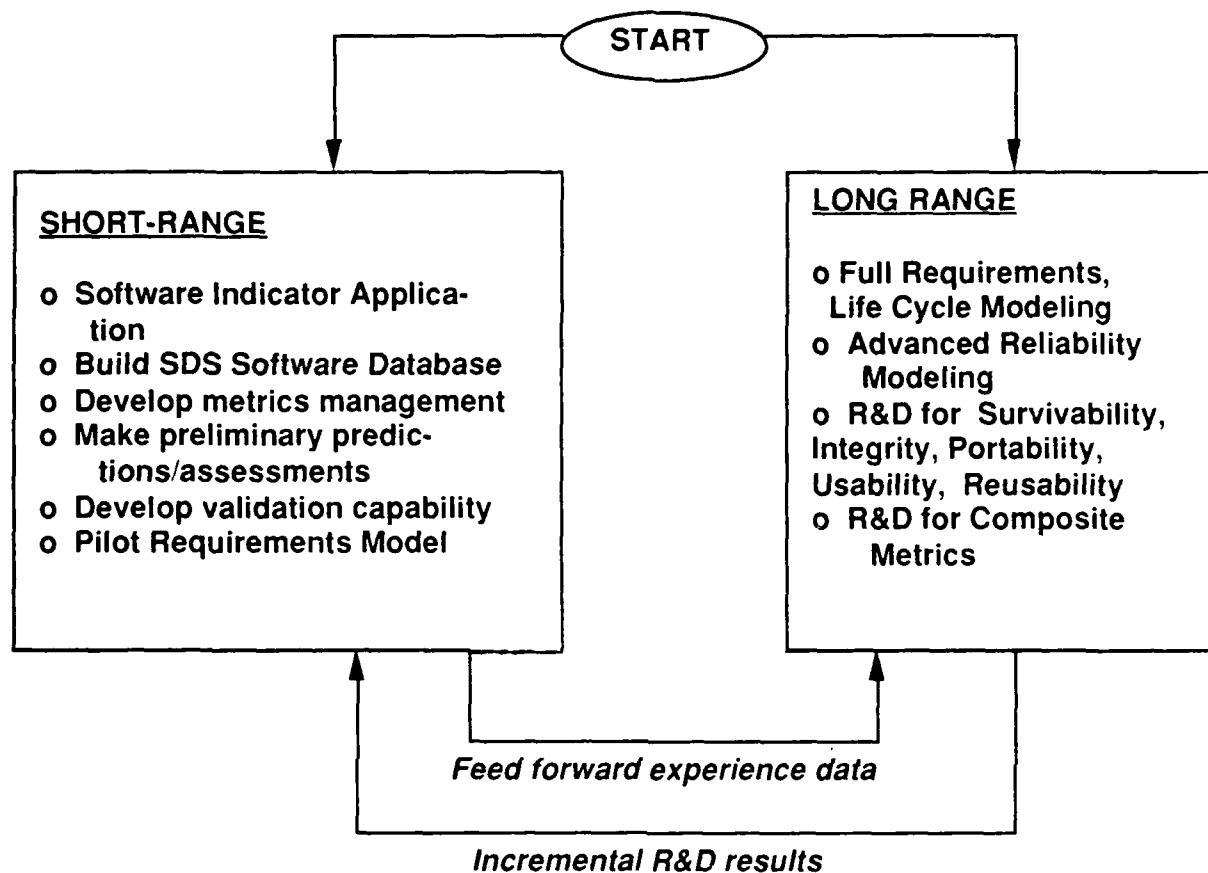 START
SHORT-RANGE
o Software Indicator Applica-
tion
o Build SDS Software Database
o Develop metrics management
o Make preliminary predic-
tions/assessments
o Develop validation capability
o Pilot Requirements Model
LONG RANGE
o Full Requirements,
Life Cycle Modeling
o Advanced Reliability
Modeling
o R&D for Survivability,
Integrity, Portability,
Usability, Reusability
o R&D for Composite
Metrics
Feed forward experience data
Incremental R&D results